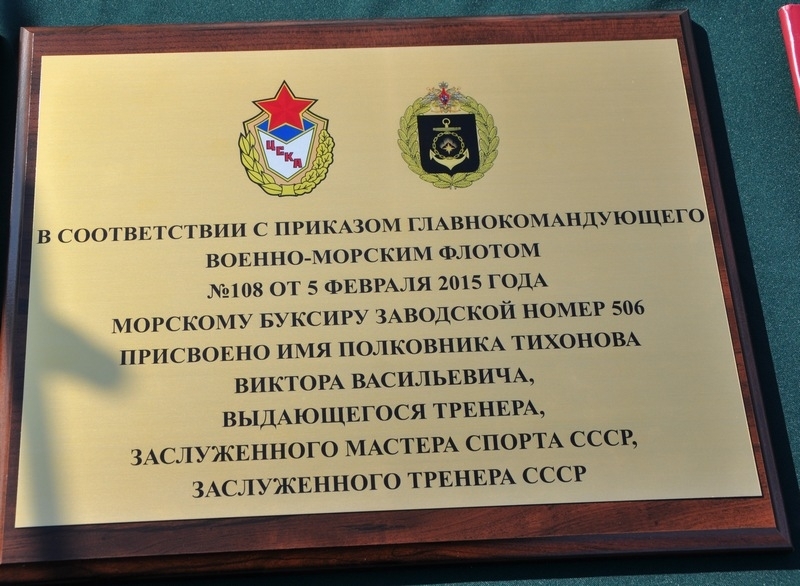 ЦСКА
В СООТВЕТСТВИИ С ПРИКАЗОМ ГЛАВНОКОМАНДУЮЩЕГО
ВОЕННО-МОРСКИМ ФЛОТОМ
№108 ОТ 5 ФЕВРАЛЯ 2015 ГОДА
МОРСКОМУ БУКСИРУ ЗАВОДСКОЙ НОМЕР 506
ПРИСВОЕНО ИМЯ ПОЛКОВНИКА ТИХОНОВА
ВИКТОРА ВАСИЛЬЕВИЧА,
ВЫДАЮЩЕГОСЯ ТРЕНЕРА,
ЗАСЛУЖЕННОГО МАСТЕРА СПОРТА СССР,
ЗАСЛУЖЕННОГО ТРЕНЕРА СССР